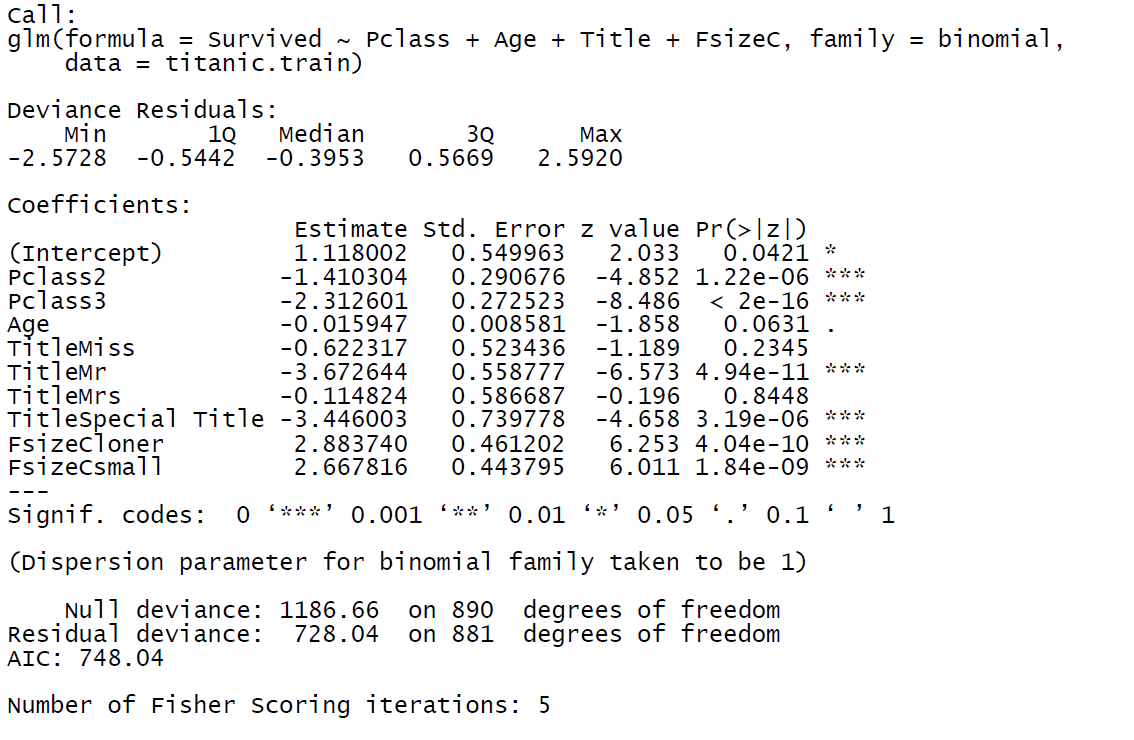 Call:
glm(formula = Survived ~ Pclass + Age + Title + FsizeC, family = binomial,
    data = titanic.train)

Deviance Residuals:
    Min       1Q   Median       3Q      Max
-2.5728  -0.5442  -0.3953   0.5669   2.5920

Coefficients:
                    Estimate Std. Error z value Pr(>|z|)
(Intercept)         1.118002   0.549963   2.033   0.0421 *
Pclass2            -1.410304   0.290676  -4.852 1.22e-06 ***
Pclass3            -2.312601   0.272523  -8.486  < 2e-16 ***
Age                -0.015947   0.008581  -1.858   0.0631 .
TitleMiss          -0.622317   0.523436  -1.189   0.2345
TitleMr            -3.672644   0.558777  -6.573 4.94e-11 ***
TitleMrs           -0.114824   0.586687  -0.196   0.8448
TitleSpecial Title -3.446003   0.739778  -4.658 3.19e-06 ***
FsizeCloner         2.883740   0.461202   6.253 4.04e-10 ***
FsizeCsmall         2.667816   0.443795   6.011 1.84e-09 ***
---
Signif. codes:  0 ‘***’ 0.001 ‘**’ 0.01 ‘*’ 0.05 ‘.’ 0.1 ‘ ’ 1

(Dispersion parameter for binomial family taken to be 1)

    Null deviance: 1186.66  on 890  degrees of freedom
Residual deviance:  728.04  on 881  degrees of freedom
AIC: 748.04

Number of Fisher Scoring iterations: 5